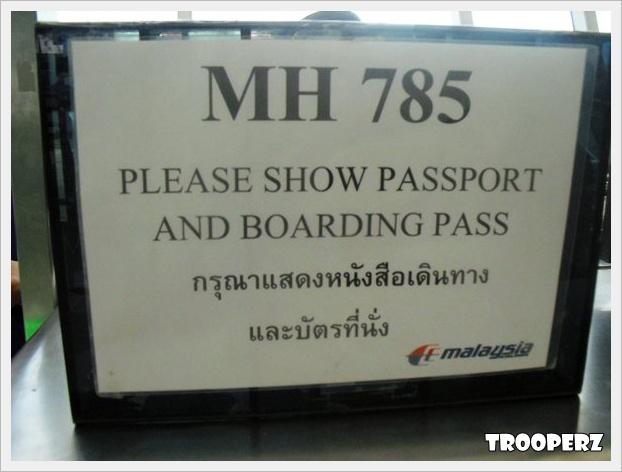 MH 785
PLEASE SHOW PASSPORT
AND BOARDING PASS
กรุณาแสดงหนังสือเดินทาง
และบัตรที่นั่ง
malaysia
TROOPERZ